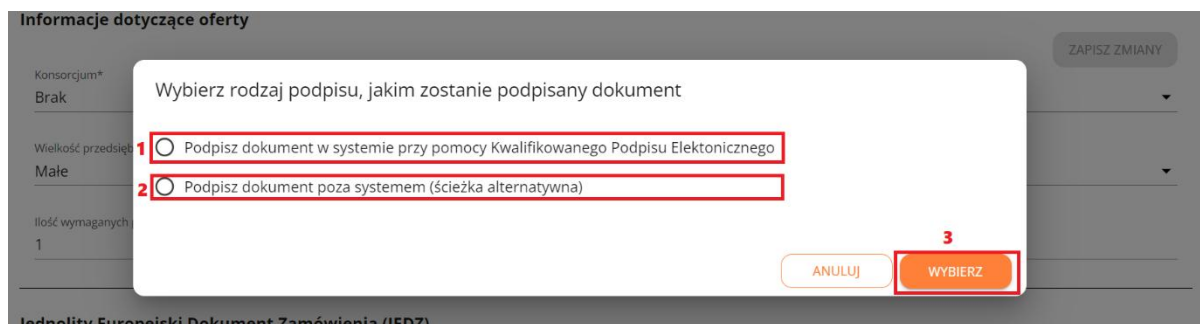 Informacje dotyczące oferty
ZAPISZ ZMIANY
Konsorcjum*
Brak
Wybierz rodzaj podpisu, jakim zostanie podpisany dokument
Wielkość
Małe
1 Podpisz dokument w systemie przy pomocy Kwalifikowanego Podpisu Elektonicznego
2 Podpisz dokument poza systemem (ścieżka alternatywna)
Ilość wymaganych
1
3
ANULUJ WYBIERZ
Jednolity Europejski Dokument Zamówienia (JEDZ)